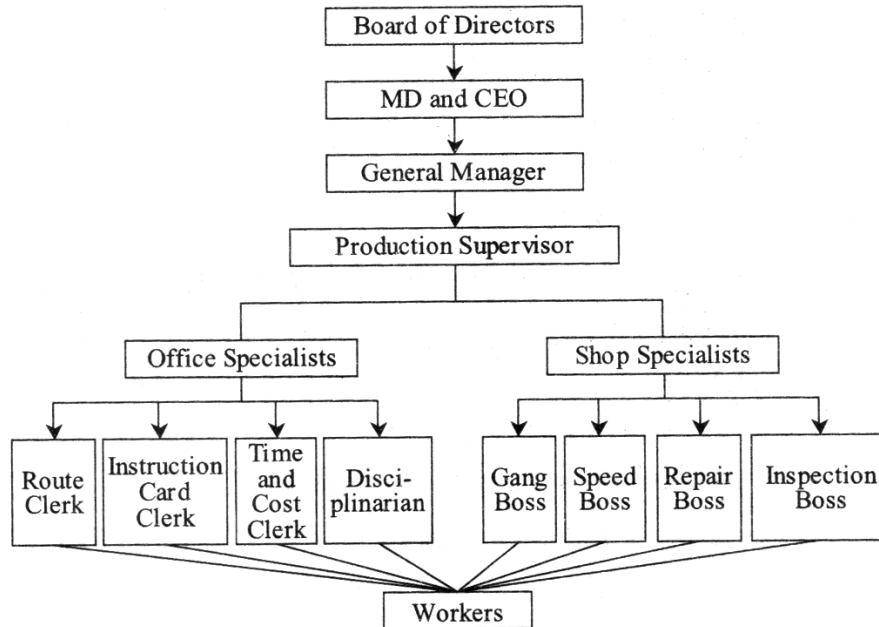 Board of Directors
MD and CEO
General Manager
Production Supervisor
Office Specialists
Shop Specialists
Route
Clerk
Instruction
Card
Clerk
Time
and
Cost
Clerk
Disci-
plinarian
Gang
Boss
Speed
Boss
Repair
Boss
Inspection
Boss
Workers